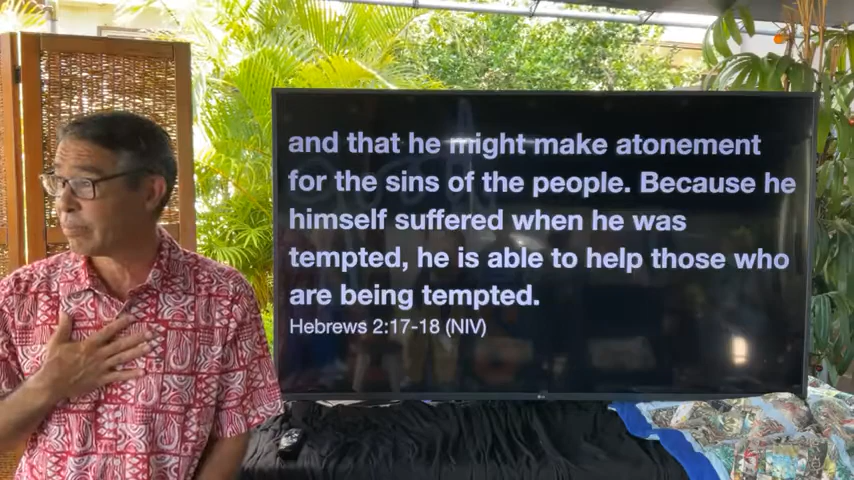 and that he might make atonement
for the sins of the people. Because he
himself suffered when he was
tempted, he is able to help those who
are being tempted.
Hebrews 2:17-18 (NIV)
LG